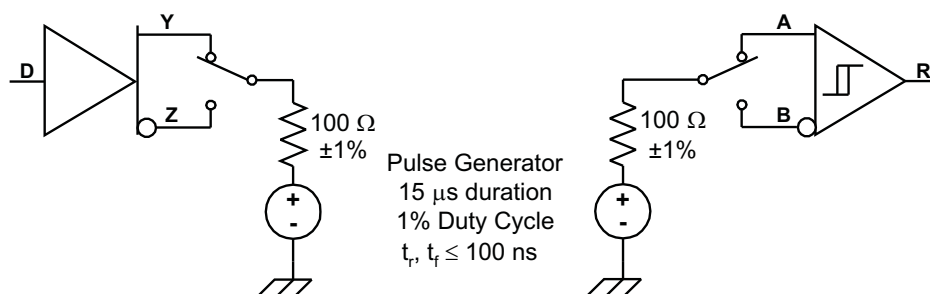 Y
D
Z
100 Ω
±1%
+
-
Pulse Generator
15 μs duration
1% Duty Cycle
tr, tf ≤ 100 ns
A
R
B
100 Ω
±1%
+
-